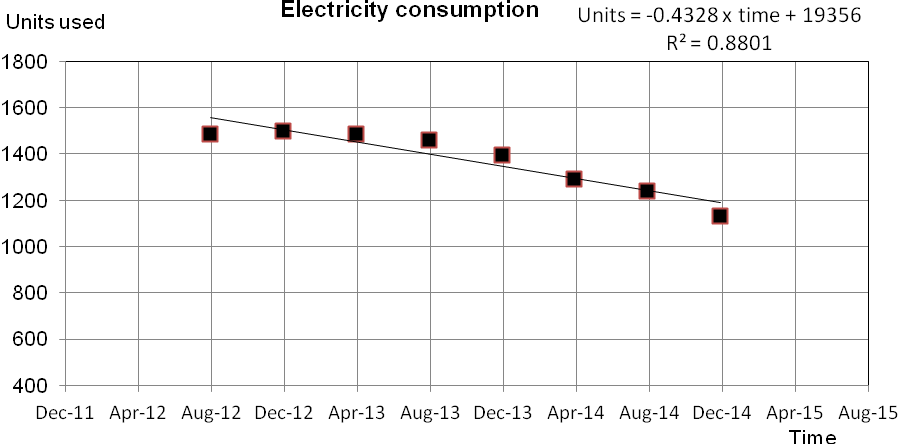 Electricity consumption
Units = -0.4328 x time + 19356
R² = 0.8801
Units used
1800
1600
1400
1200
1000
800
600
400
Dec-11 Apr-12 Aug-12 Dec-12 Apr-13 Aug-13 Dec-13 Apr-14 Aug-14 Dec-14 Apr-15 Aug-15
Time